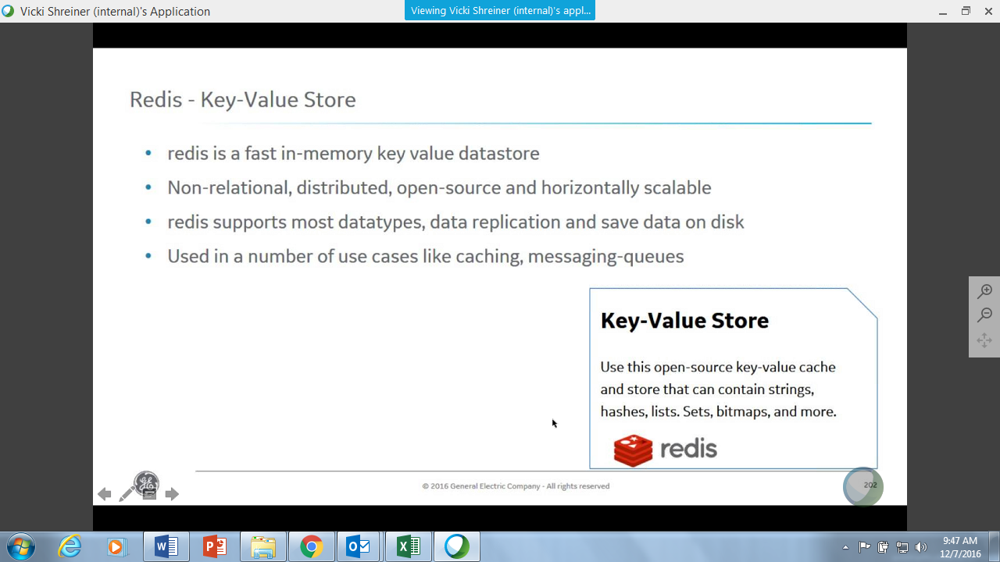 Vicki Shreiner (internal)'s Application
Viewing Vicki Shreiner (internal)'s appl...
Redis - Key-Value Store
• redis is a fast in-memory key value datastore
• Non-relational, distributed, open-source and horizontally scalable
• redis supports most datatypes, data replication and save data on disk
• Used in a number of use cases like caching, messaging-queues
Key-Value Store
Use this open-source key-value cache
and store that can contain strings,
hashes, lists. Sets, bitmaps, and more.
redis
© 2016 General Electric Company - All rights reserved
202
9:47 AM
12/7/2016